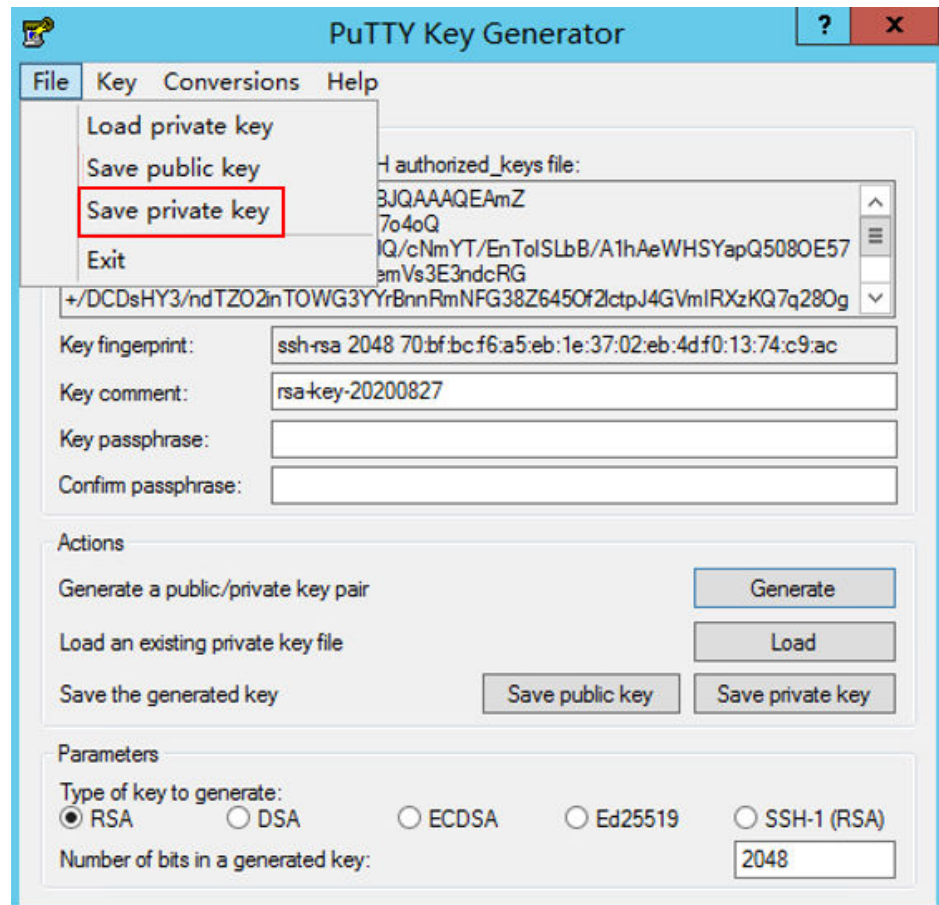 PuTTY Key Generator
?
X
File Key Conversions Help
Load private key
Save public key
Save private key
Exit
H authorized_keys file:
BJQAAAQEAmZ
7o4oQ
IQ/cNmYT/EnTolSLbB/A1hAeWHSYapQ508OE57
emVs3E3ndcRG
+/DCDsHY3/ndTZO2inTOWG3YYrBnnRmNFG38Z645Of2lctpJ4GVmIRXzKQ7q28Og
Key fingerprint: ssh-rsa 2048 70:bf:bc:f6:a5:eb:1e:37:02:eb:4d:f0:13:74:c9:ac
Key comment: rsa-key-20200827
Key passphrase:
Confirm passphrase:
Actions
Generate a public/private key pair Generate
Load an existing private key file Load
Save the generated key Save public key Save private key
Parameters
Type of key to generate:
RSA DSA ECDSA Ed25519 SSH-1 (RSA)
Number of bits in a generated key: 2048